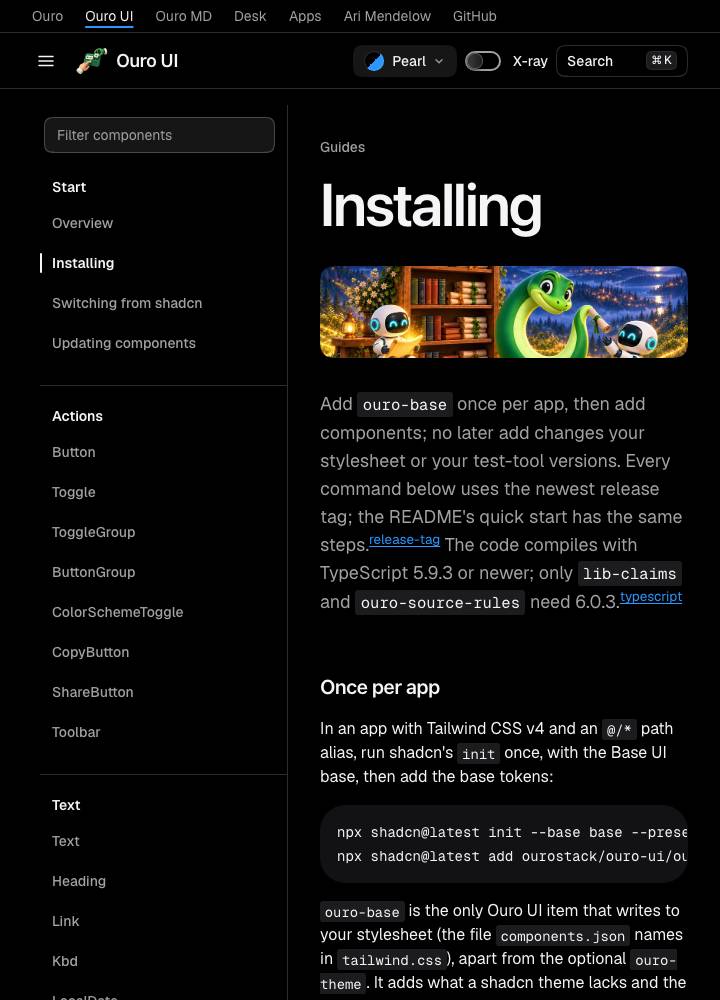 Ouro Ouro UI Ouro MD Desk Apps Ari Mendelow GitHub
Ouro UI Pearl X-ray Search ⌘ K
Filter components
Start
Overview
Installing
Switching from shadcn
Updating components
Actions
Button
Toggle
ToggleGroup
ButtonGroup
ColorSchemeToggle
CopyButton
ShareButton
Toolbar
Text
Text
Heading
Link
Kbd
LocalDate
Guides
Installing
Add ouro-base once per app, then add
components; no later add changes your
stylesheet or your test-tool versions. Every
command below uses the newest release
tag; the README's quick start has the same
steps.release-tag The code compiles with
TypeScript 5.9.3 or newer; only lib-claims
and ouro-source-rules need 6.0.3.typescript
Once per app
In an app with Tailwind CSS v4 and an @/* path
alias, run shadcn's init once, with the Base UI
base, then add the base tokens:
npx shadcn@latest init --base base --prese
npx shadcn@latest add ourostack/ouro-ui/ou
ouro-base is the only Ouro UI item that writes to
your stylesheet (the file components.json names
in tailwind.css), apart from the optional ouro-
theme. It adds what a shadcn theme lacks and the